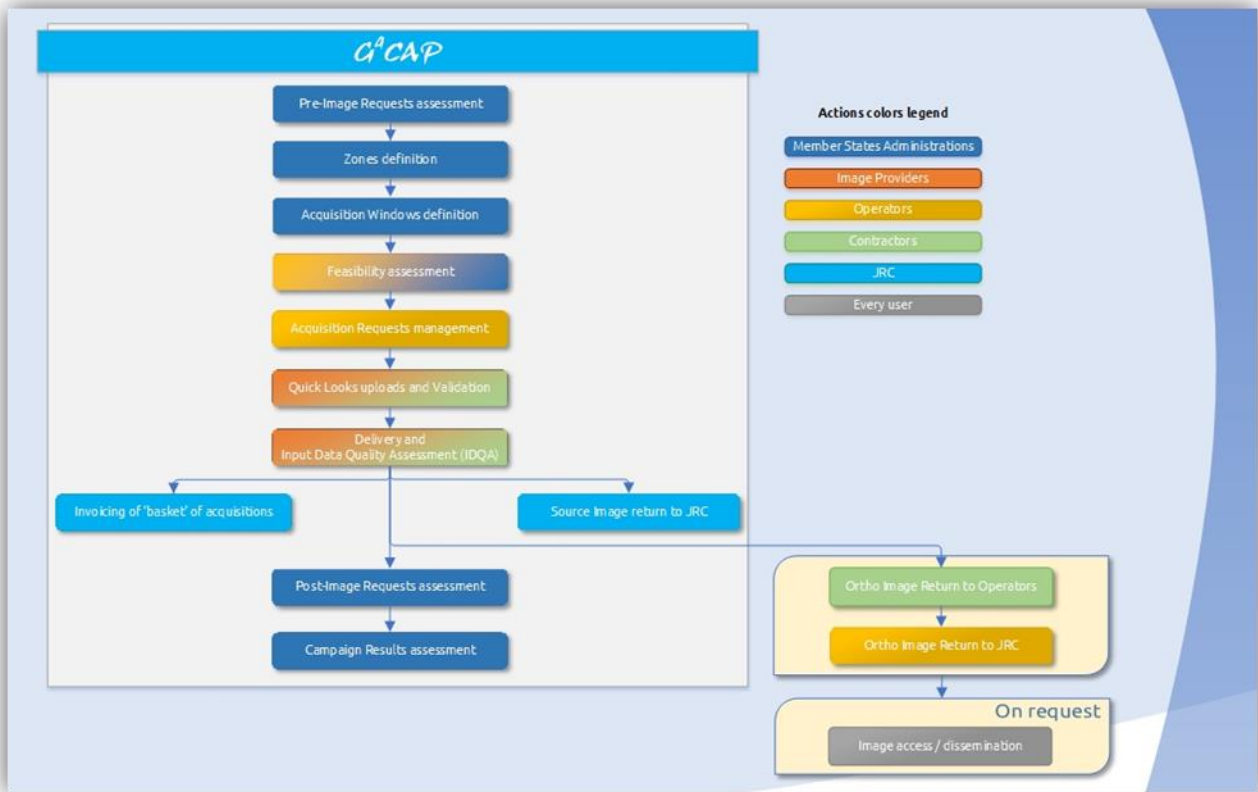 G⁴CAP
Pre-Image Requests assessment
Zones definition
Acquisition Windows definition
Feasibility assessment
Acquisition Requests management
Quick Looks uploads and Validation
Delivery and
Input Data Quality Assessment (IDQA)
Invoicing of 'basket' of acquisitions
Source Image return to JRC
Post-Image Requests assessment
Campaign Results assessment
Actions colors legend
Member States Administrations
Image Providers
Operators
Contractors
JRC
Every user
Ortho Image Return to Operators
Ortho Image Return to JRC
On request
Image access / dissemination